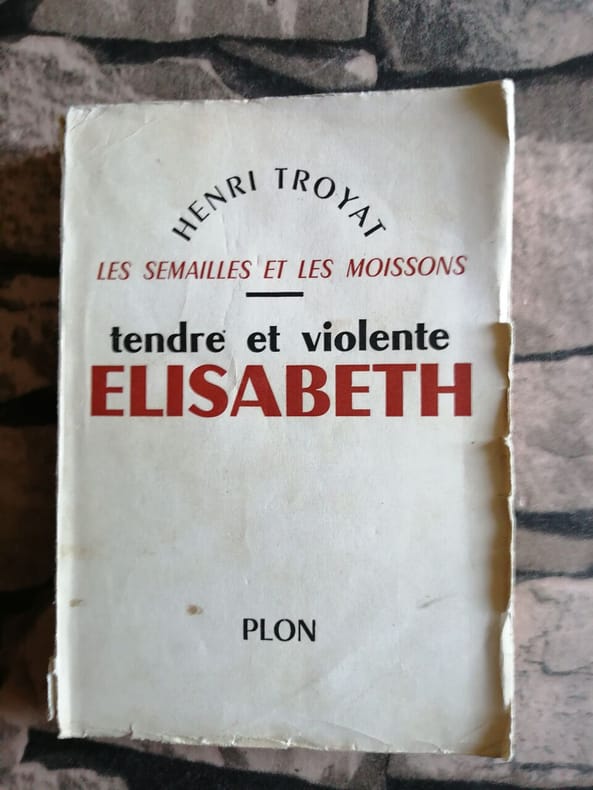 HENRI TROYAT
LES SEMAILLES ET LES MOISSONS
tendre et violente
ELISABETH
PLON